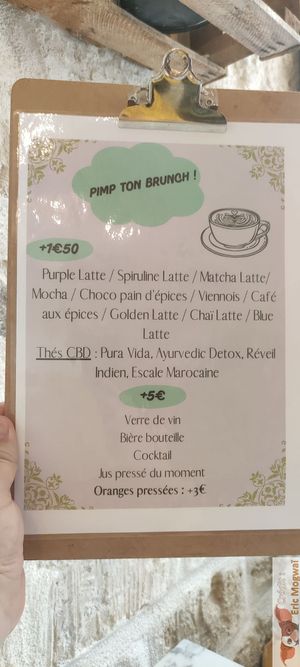 PIMP TON BRUNCH !
+1€50
Purple Latte / Spiruline Latte / Matcha Latte/
Mocha / Choco pain d'épices / Viennois / Café
aux épices / Golden Latte / Chaï Latte / Blue
Latte
Thés CBD : Pura Vida, Ayurvedic Detox, Réveil
Indien, Escale Marocaine
+5€
Verre de vin
Bière bouteille
Cocktail
Jus pressé du moment
Oranges pressées : +3€
Eric Mogwaï